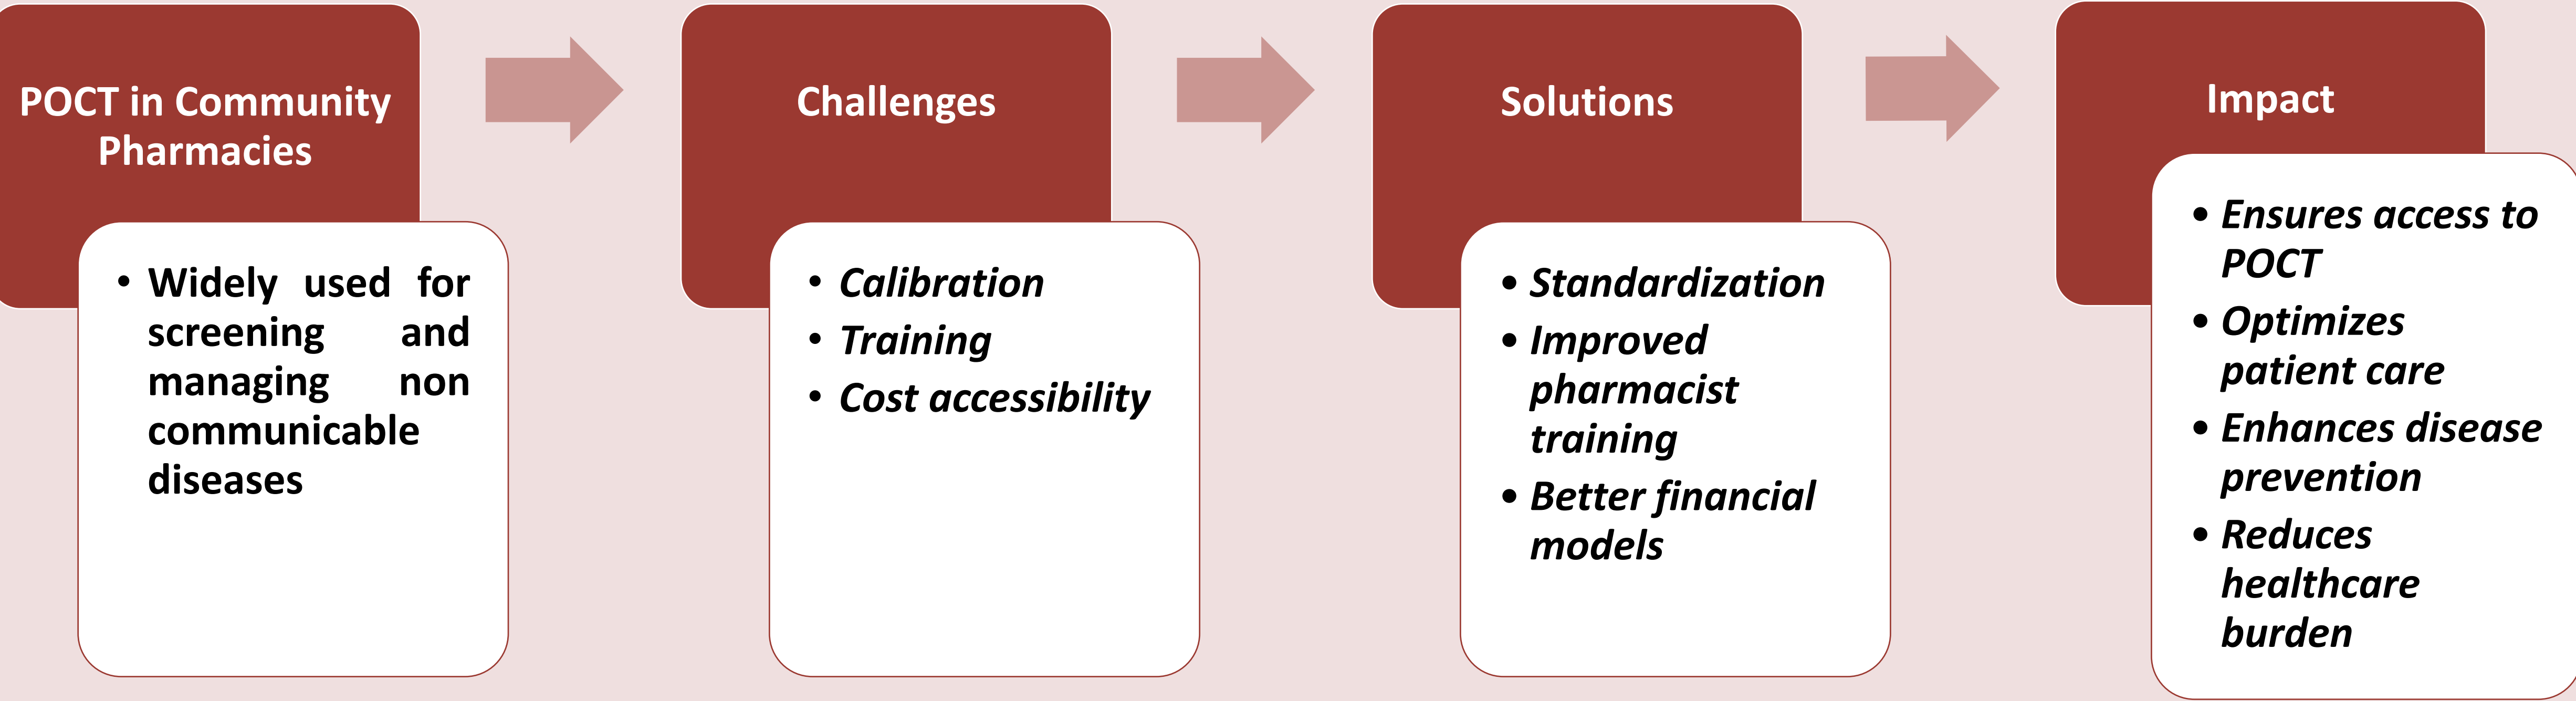 POCT in Community
Pharmacies
• Widely used for
screening and
managing non
communicable
diseases
Challenges
• Calibration
• Training
• Cost accessibility
Solutions
• Standardization
• Improved
pharmacist
training
• Better financial
models
Impact
• Ensures access to
POCT
• Optimizes
patient care
• Enhances disease
prevention
• Reduces
healthcare
burden